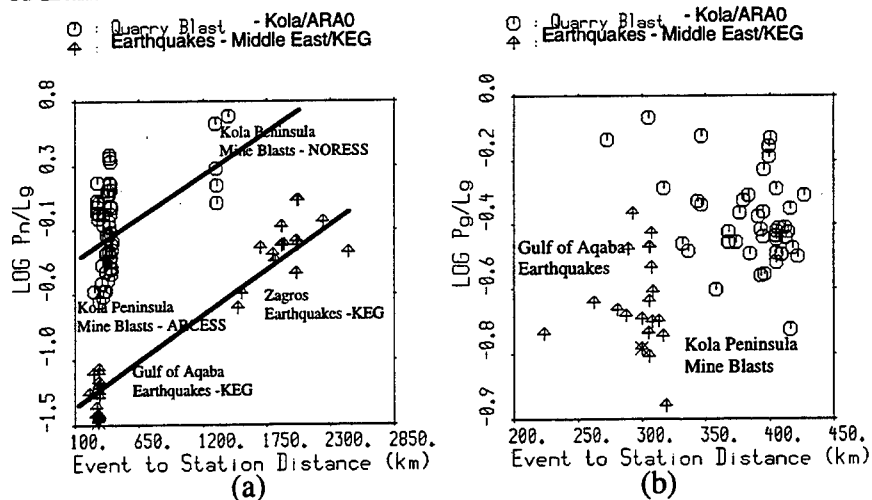 : Quarry Blast - Kola/ARA0
: Earthquakes - Middle East/KEG
LOG Pn/Lg
0.8
0.3
-0.1
-0.6
-1.0
-1.5
Kola Peninsula
Mine Blasts - NORESS
Kola Peninsula
Mine Blasts - ARCESS
Zagros
Earthquakes -KEG
Gulf of Aqaba
Earthquakes -KEG
100. 650. 1200. 1750. 2300. 2850.
Event to Station Distance (km)
(a)
: Quarry Blast - Kola/ARA0
: Earthquakes - Middle East/KEG
LOG Pg/Lg
0.0
-0.2
-0.4
-0.6
-0.8
-0.9
Gulf of Aqaba
Earthquakes
Kola Peninsula
Mine Blasts
200. 250. 300. 350. 400. 450.
Event to Station Distance (km)
(b)